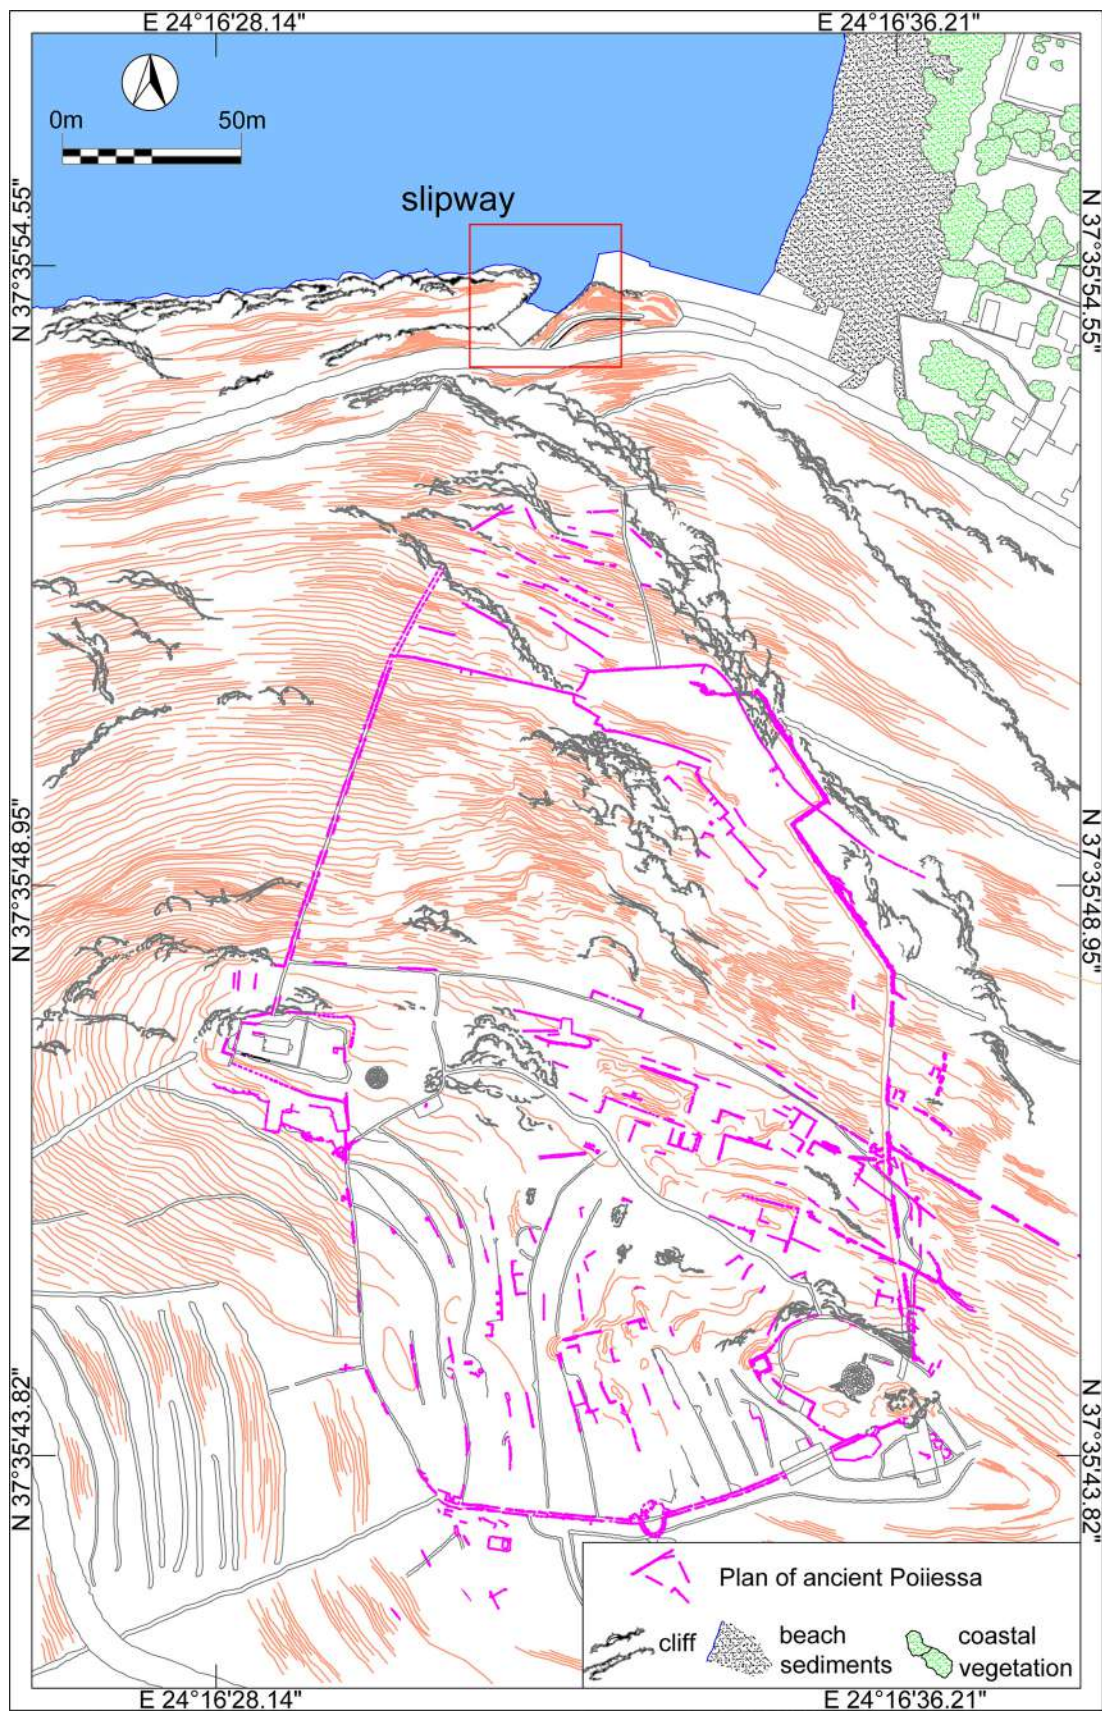 E 24°16'28.14"
E 24°16'36.21"
0m
50m
slipway
N 37°35'54.55"
N 37°35'54.55"
N 37°35'48.95"
N 37°35'48.95"
N 37°35'43.82"
N 37°35'43.82"
Plan of ancient Poiiessa
cliff
beach
sediments
coastal
vegetation
E 24°16'28.14"
E 24°16'36.21"